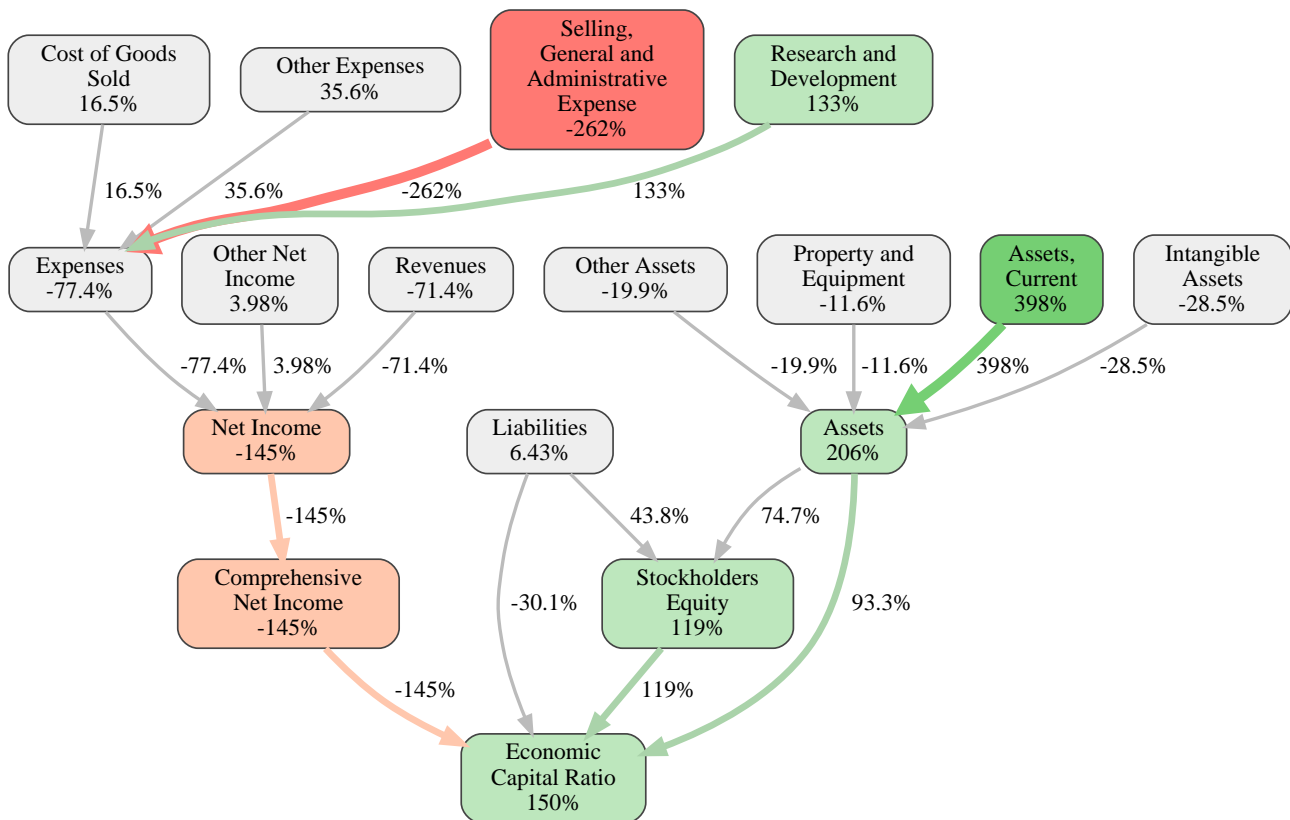 Cost of Goods
Sold
16.5%
Other Expenses
35.6%
Selling,
General and
Administrative
Expense
-262%
Research and
Development
133%
16.5%
35.6%
-262%
133%
Expenses
-77.4%
Other Net
Income
3.98%
Revenues
-71.4%
Other Assets
-19.9%
Property and
Equipment
-11.6%
Assets,
Current
398%
Intangible
Assets
-28.5%
-77.4%
3.98%
-71.4%
-19.9%
-11.6%
398%
-28.5%
Net Income
-145%
Liabilities
6.43%
Assets
206%
-145%
43.8%
74.7%
Comprehensive
Net Income
-145%
-30.1%
Stockholders
Equity
119%
93.3%
-145%
119%
Economic
Capital Ratio
150%